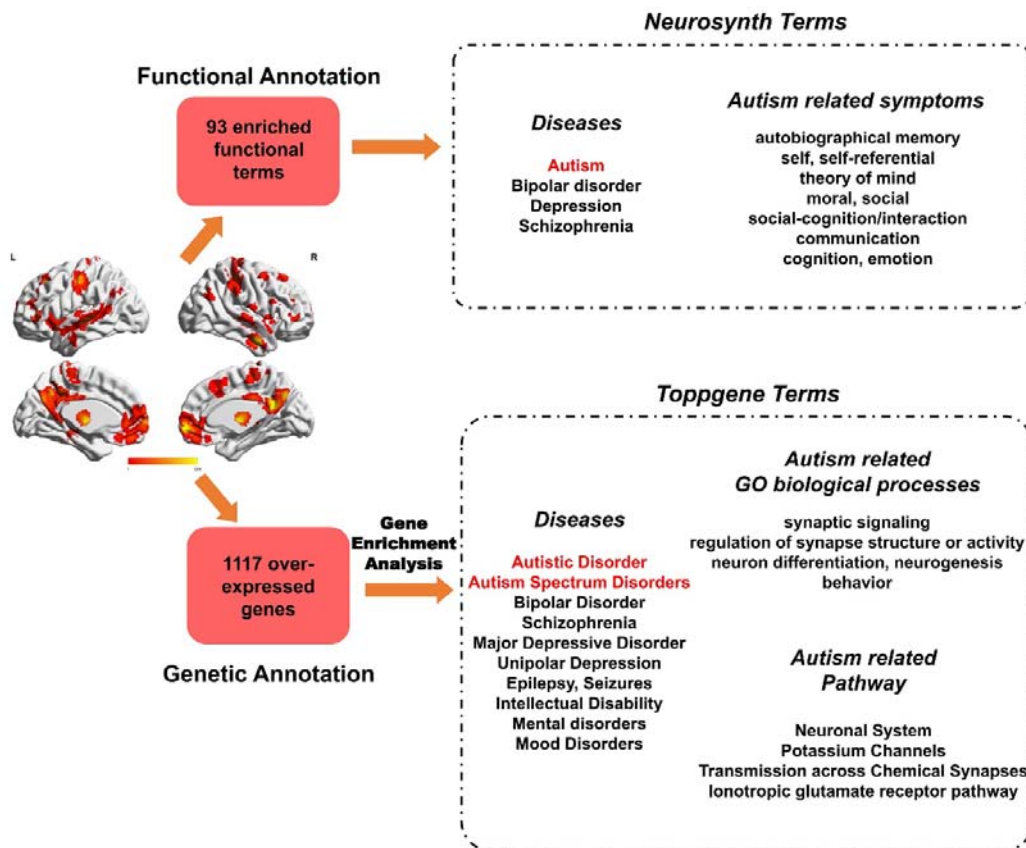 Neurosynth Terms
Functional Annotation
93 enriched
functional
terms
Diseases
Autism
Bipolar disorder
Depression
Schizophrenia
Autism related symptoms
autobiographical memory
self, self-referential
theory of mind
moral, social
social-cognition/interaction
communication
cognition, emotion
L
R
Toppgene Terms
1117 over-
expressed
genes
Genetic Annotation
Gene
Enrichment
Analysis
Diseases
Autistic Disorder
Autism Spectrum Disorders
Bipolar Disorder
Schizophrenia
Major Depressive Disorder
Unipolar Depression
Epilepsy, Seizures
Intellectual Disability
Mental disorders
Mood Disorders
Autism related
GO biological processes
synaptic signaling
regulation of synapse structure or activity
neuron differentiation, neurogenesis
behavior
Autism related
Pathway
Neuronal System
Potassium Channels
Transmission across Chemical Synapses
Ionotropic glutamate receptor pathway